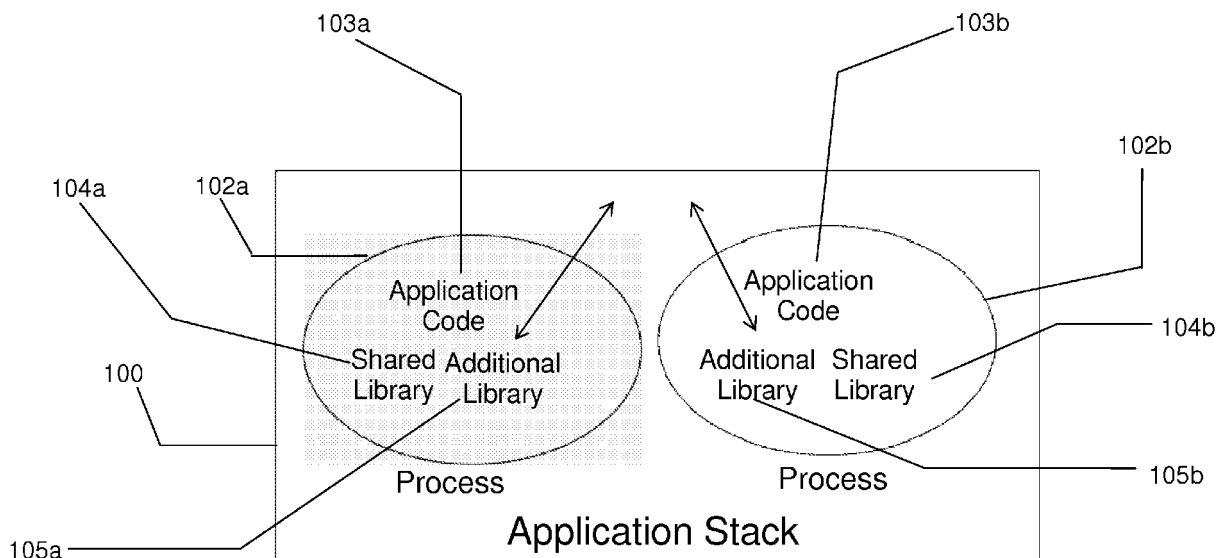 103a
103b
104a
102a
102b
Application
Code
Application
Code
Shared
Library
Additional
Library
Additional
Library
Shared
Library
104b
100
Process
Process
105b
105a
Application Stack